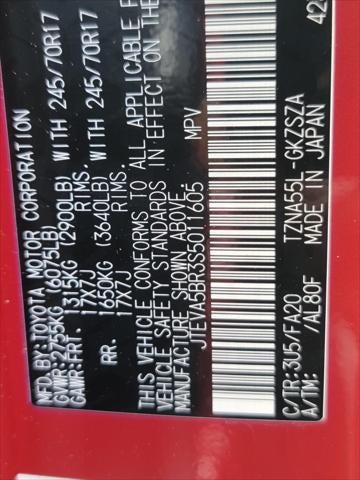 MFD. BY: TOYOTA MOTOR CORPORATION
GVWR: 2755KG (6075LB)
GAWR: FRT. 1315KG (2900LB) WITH 245/70R17
17X7J RIMS.
RR. 1650KG (3640LB) WITH 245/70R17
17X7J RIMS.
THIS VEHICLE CONFORMS TO ALL APPLICABLE
VEHICLE SAFETY
IN EFFECT ON THE
MANUFACTURE SHOWN ABOVE.
JTEVA5BR3S5011605 MPV
C/TR:3U5/FA20 TZNA55L-GKZSZA
A/TM: /AL80F MADE IN JAPAN
42